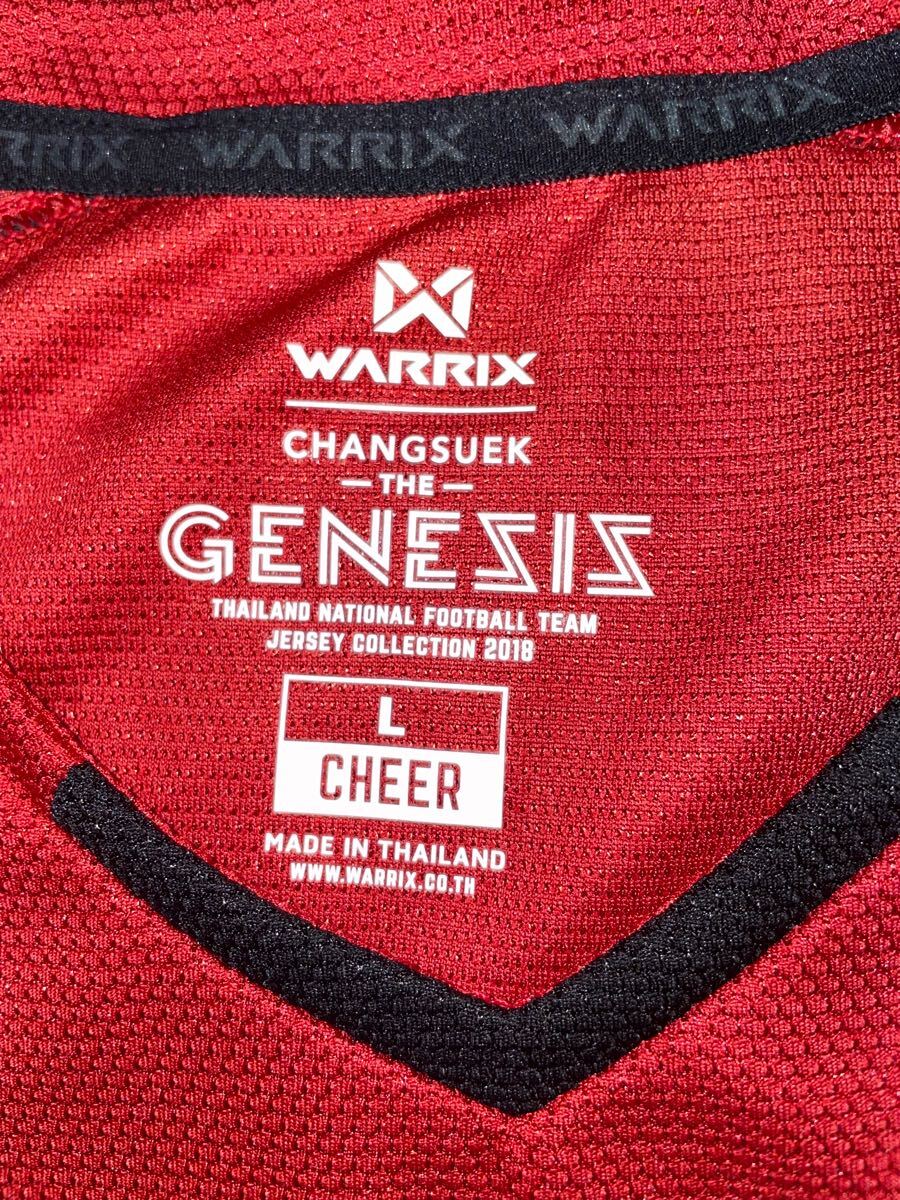 WARRIX WARRIX
WARRIX
CHANGSUEK
THE
GENESIS
THAILAND NATIONAL FOOTBALL TEAM
JERSEY COLLECTION 2018
L
CHEER
MADE IN THAILAND
WWW.WARRIX.CO.TH